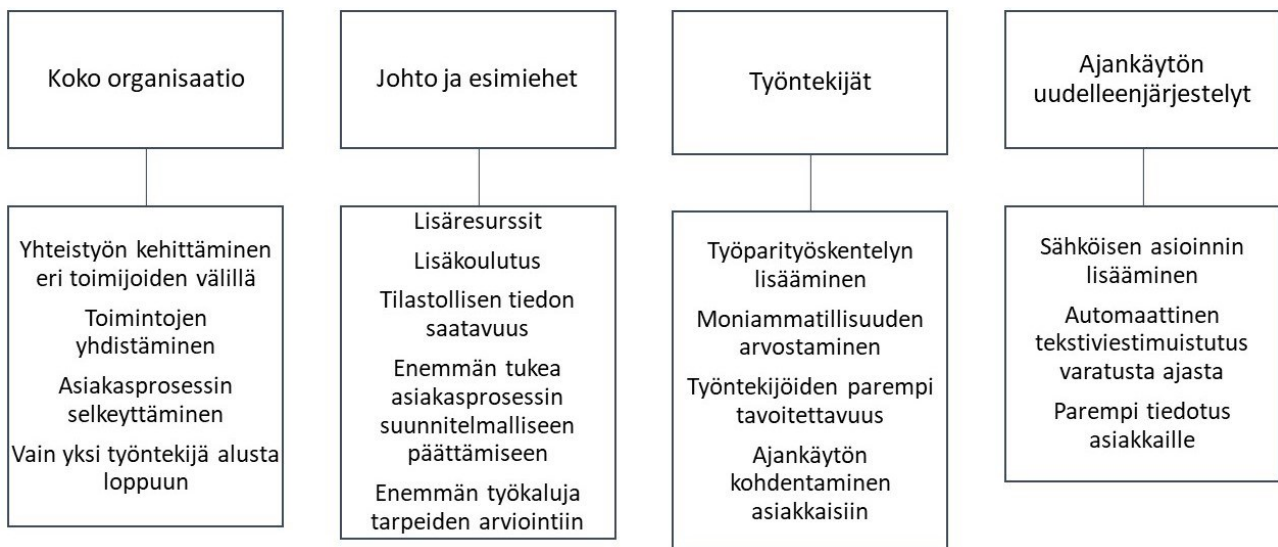 Koko organisaatio
Yhteistyön kehittäminen
eri toimijoiden välillä
Toimintojen
yhdistäminen
Asiakasprosessin
selkeyttäminen
Vain yksi työntekijä alusta
loppuun
Johto ja esimiehet
Lisäresurssit
Lisäkoulutus
Tilastollisen tiedon
saatavuus
Enemmän tukea
asiakasprosessin
suunnitelmalliseen
päättämiseen
Enemmän työkaluja
tarpeiden arviointiin
Työntekijät
Työparityöskentelyn
lisääminen
Moniammatillisuuden
arvostaminen
Työntekijöiden parempi
tavoitettavuus
Ajankäytön
kohdentaminen
asiakkaisiin
Ajankäytön
uudelleenjärjestelyt
Sähköisen asioinnin
lisääminen
Automaattinen
tekstiviestimuistutus
varatusta ajasta
Parempi tiedotus
asiakkaille